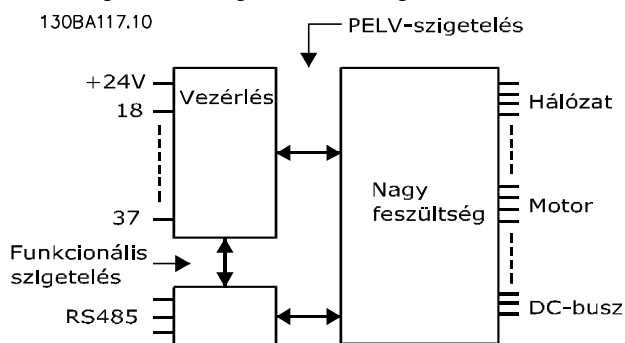 130BA117.10
PELV-szigetelés
+24V
18
37
Vezérlés
Nagy
feszültség
Hálózat
Motor
DC-busz
Funkcionális
szigetelés
RS485